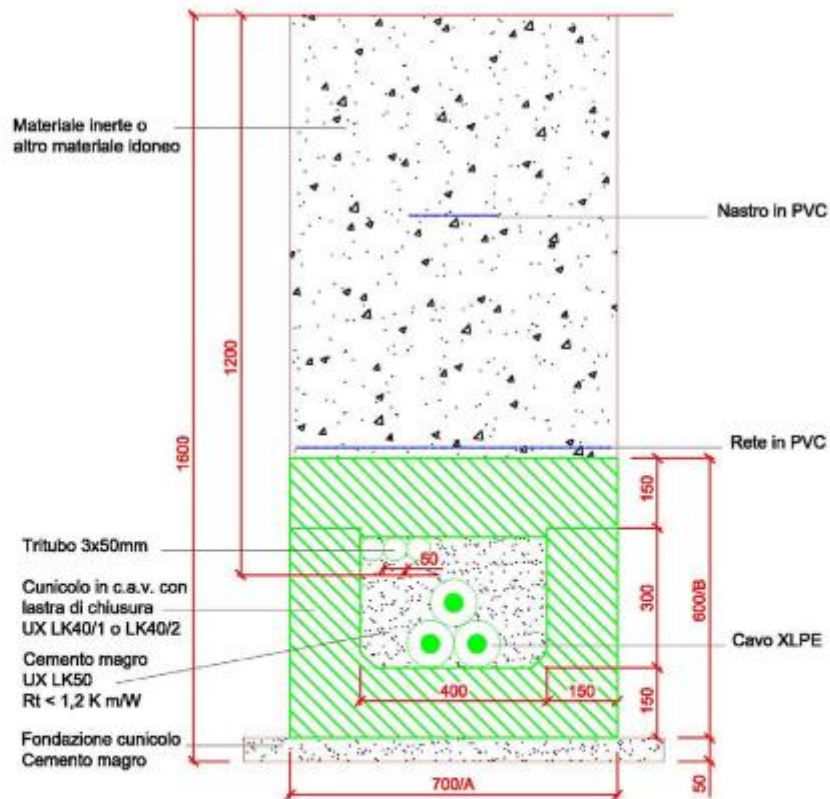 Materiale inerte o
altro materiale idoneo
Nastro in PVC
1200
1600
Rete in PVC
150
Tritubo 3x50mm
50
300
600/B
Cunicolo in c.a.v. con
lastra di chiusura
UX LK40/1 o LK40/2
Cavo XLPE
Cemento magro
UX LK50
Rt < 1,2 K m/W
400
150
150
Fondazione cunicolo
Cemento magro
700/A
50